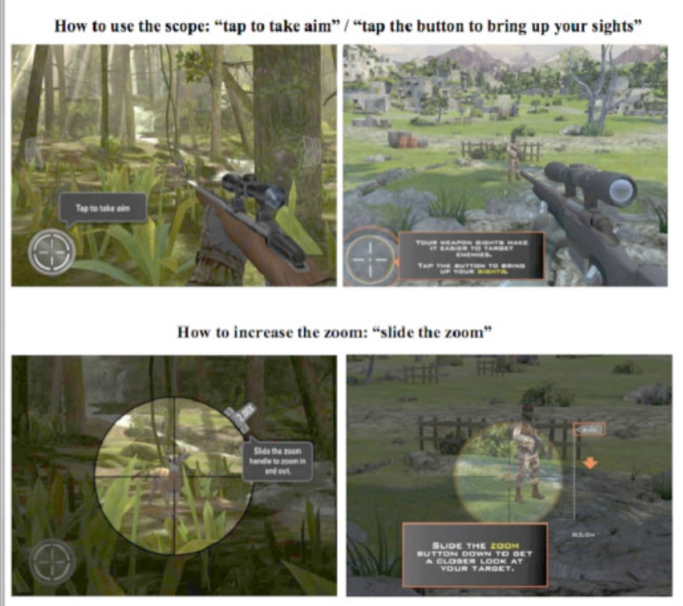 How to use the scope: “tap to take aim” / “tap the button to bring up your sights”
Tap to take aim
YOUR WEAPON SIGHTS MAKE
IT EASIER TO TARGET
ENEMIES.
TAP THE BUTTON TO BRING
UP YOUR SIGHTS.
How to increase the zoom: “slide the zoom”
Slide the zoom
handle to zoom in
and out.
SLIDE THE ZOOM
BUTTON DOWN TO GET
A CLOSER LOOK AT
YOUR TARGET.